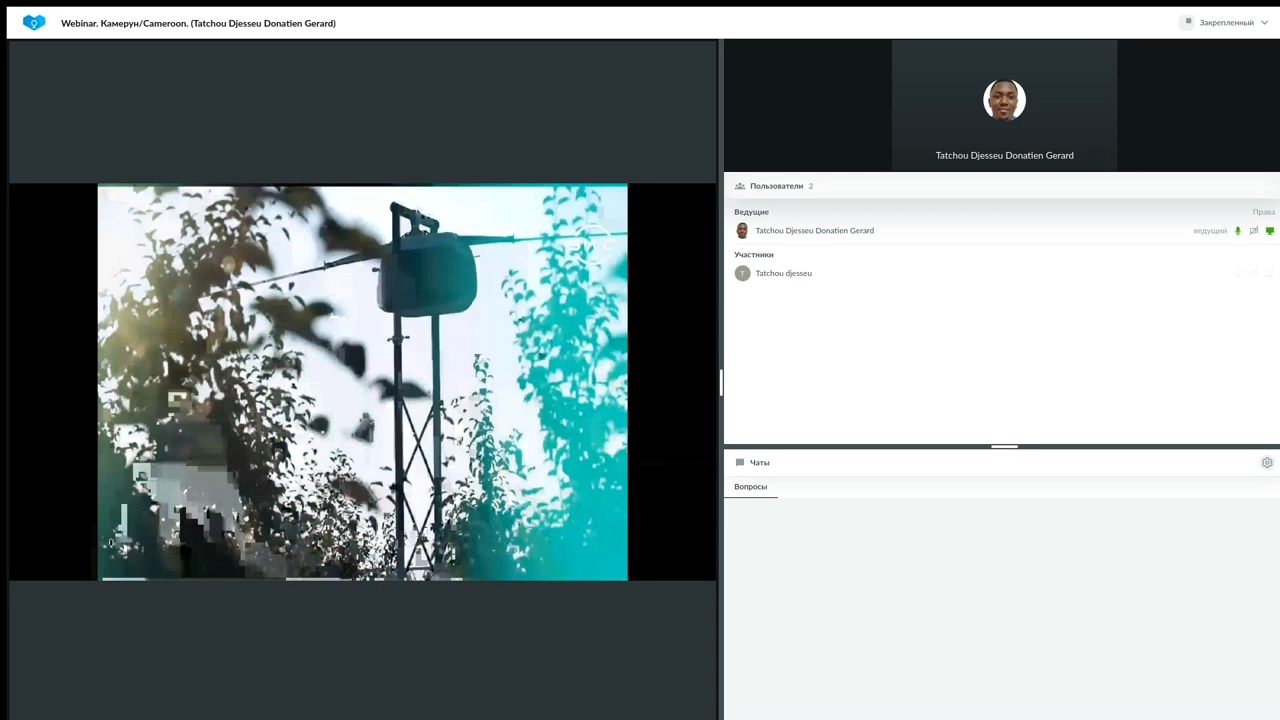 Webinar. Камерун/Cameroon. (Tatchou Djesseu Donatien Gerard)
Закрепленный
Tatchou Djesseu Donatien Gerard
Пользователи 2
Ведущие Права
Tatchou Djesseu Donatien Gerard ведущий
Участники
T Tatchou djesseu
Чаты
Вопросы